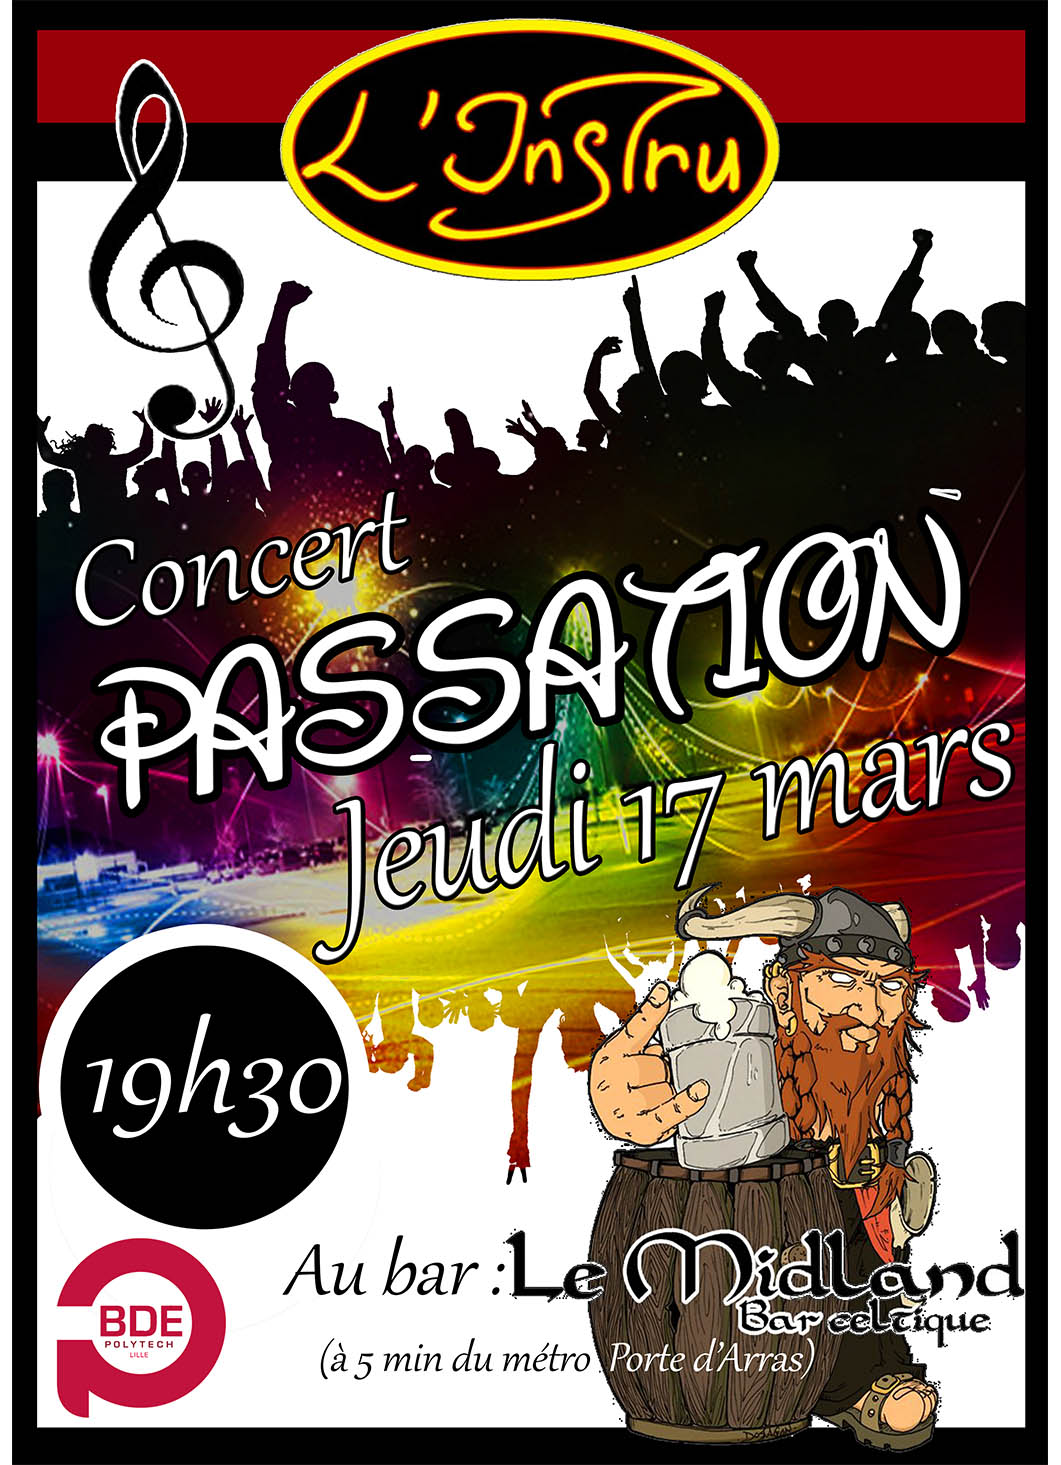 L'Instru
Concert
PASSATION
Jeudi 17 mars
19h30
Au bar : Le Midland
Bar celtique
(à 5 min du métro Porte d'Arras)
BDE
POLYTECH
LILLE